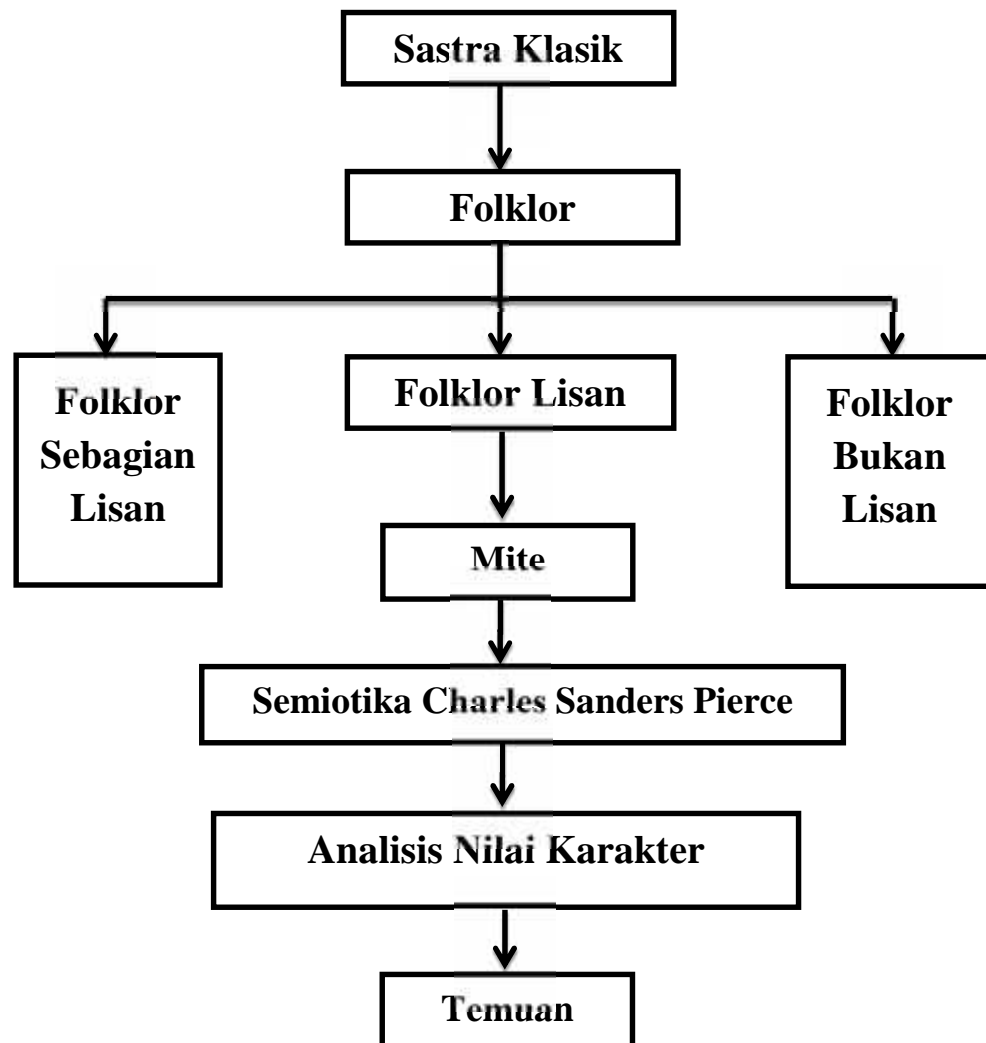 Sastra Klasik
Folklor
Folklor
Sebagian
Lisan
Folklor Lisan
Folklor
Bukan
Lisan
Mite
Semiotika Charles Sanders Pierce
Analisis Nilai Karakter
Temuan